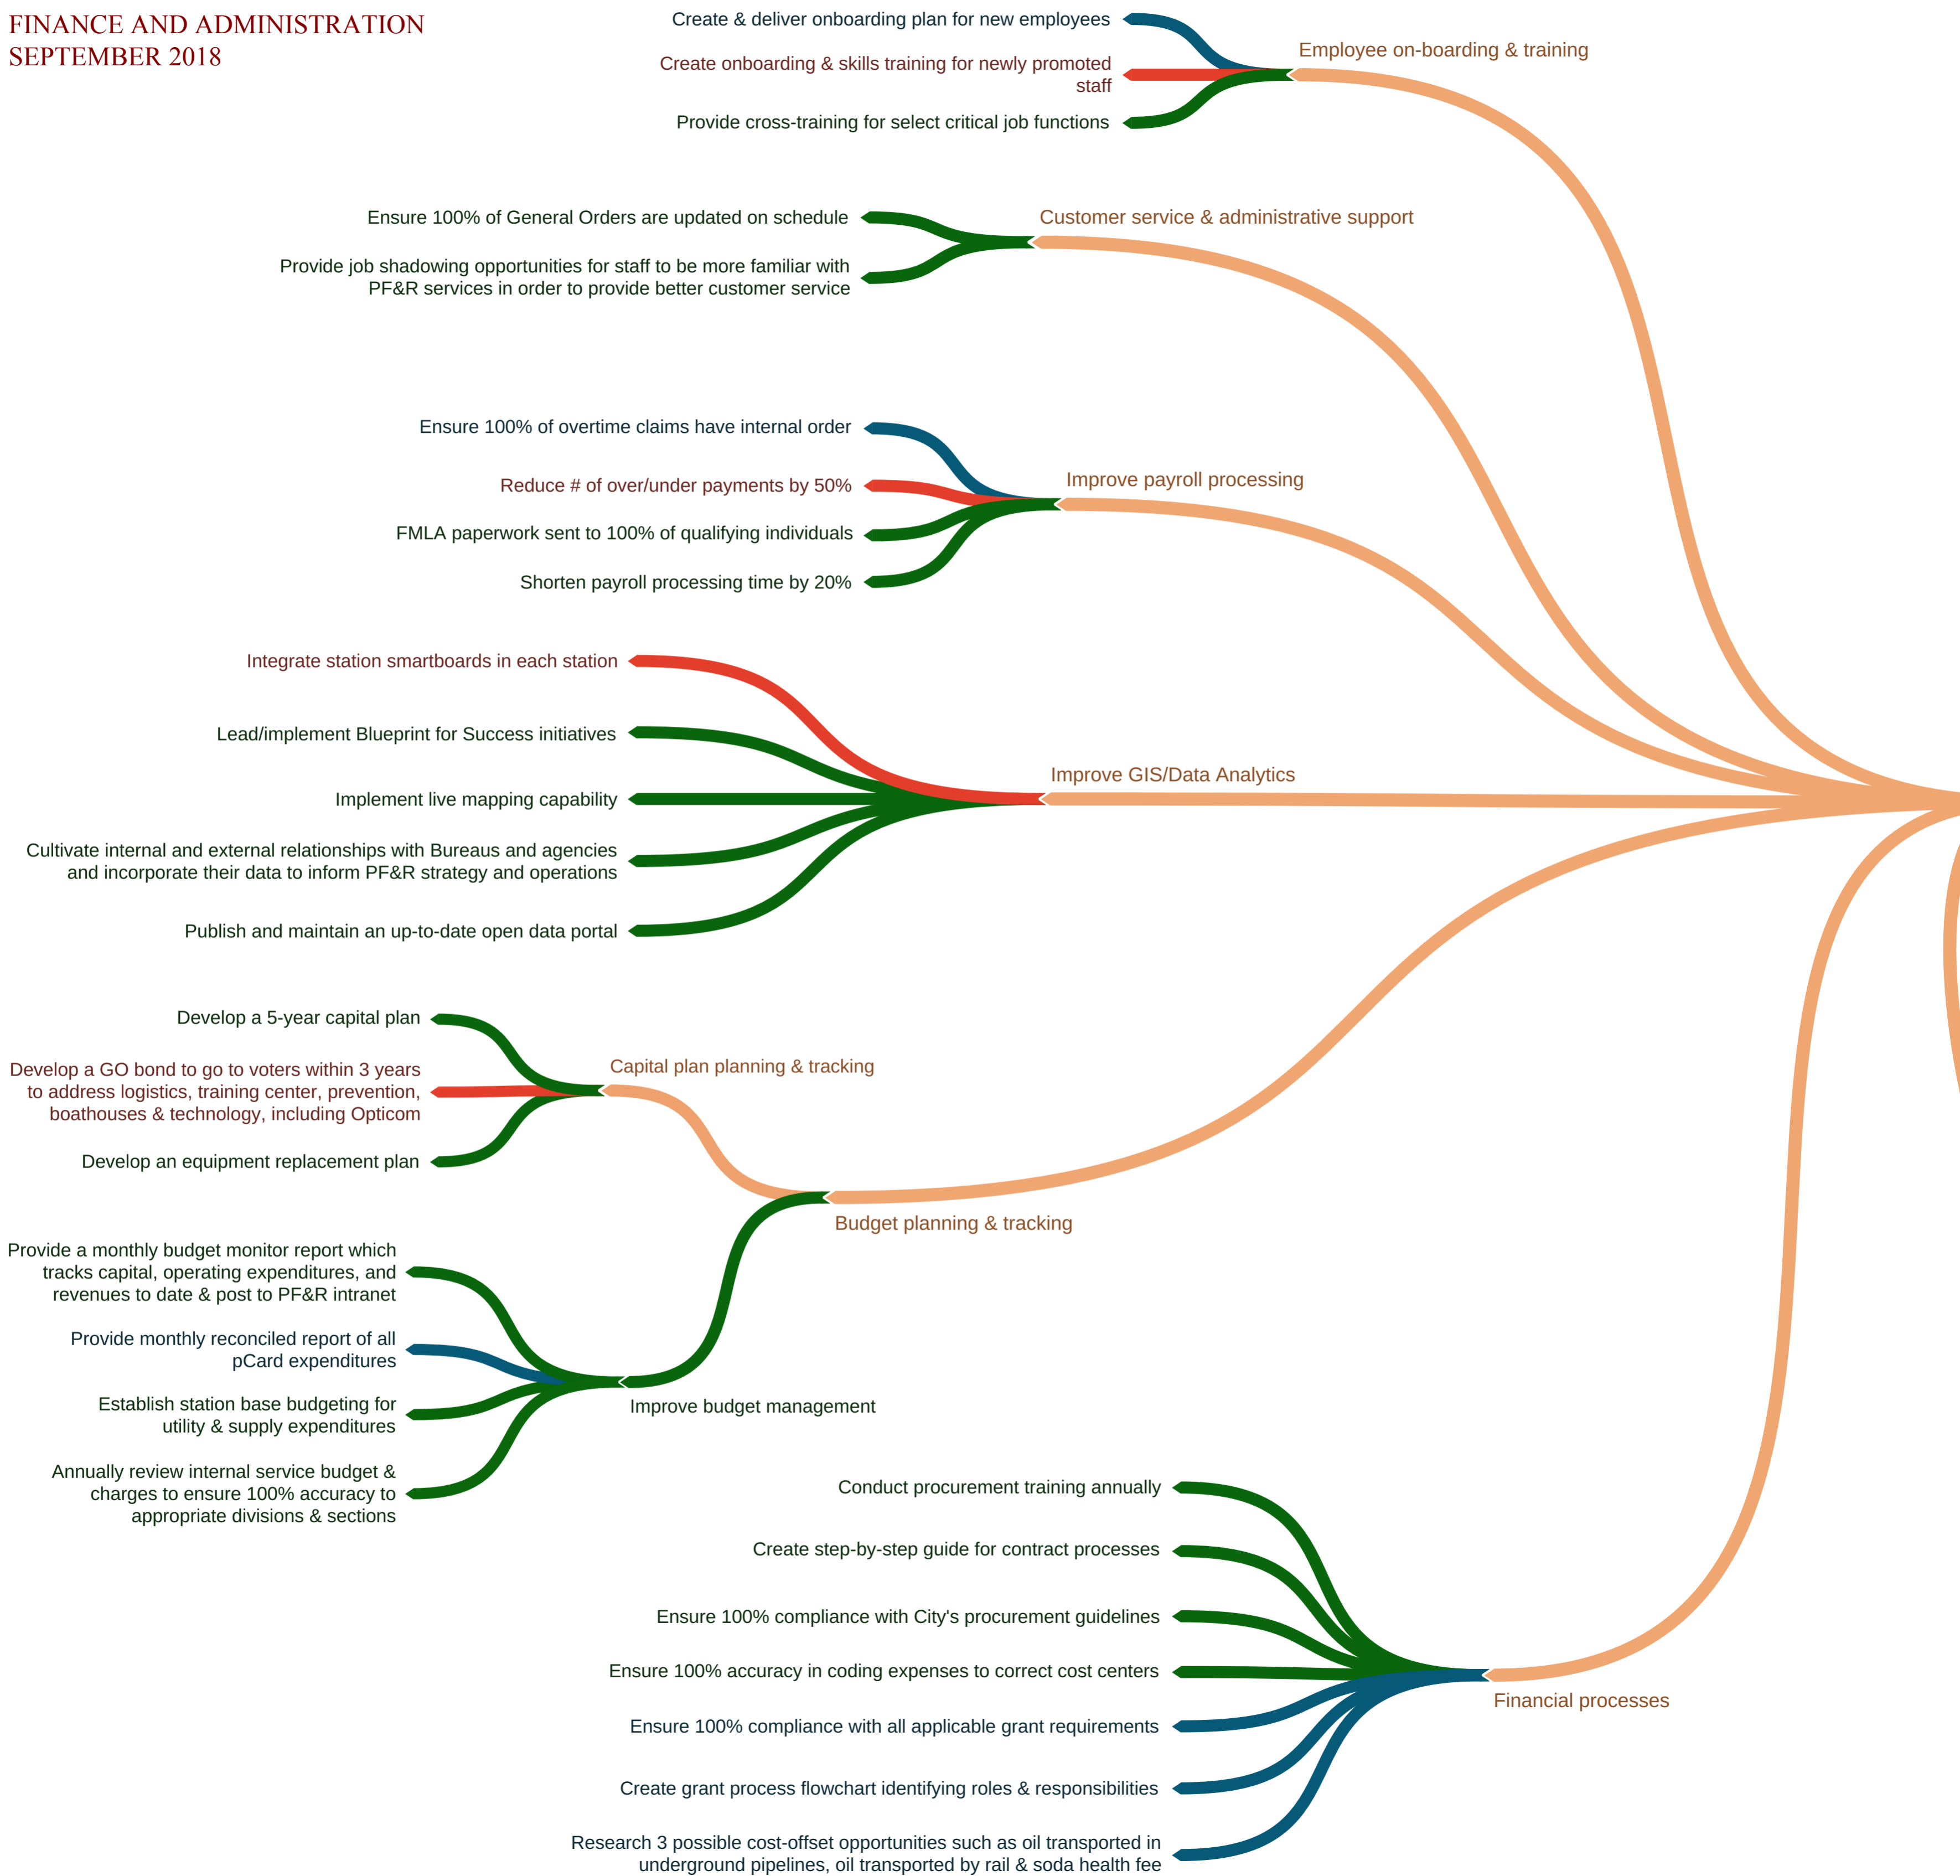 FINANCE AND ADMINISTRATION
SEPTEMBER 2018
Create & deliver onboarding plan for new employees
Employee on-boarding & training
Create onboarding & skills training for newly promoted
staff
Provide cross-training for select critical job functions
Ensure 100% of General Orders are updated on schedule
Customer service & administrative support
Provide job shadowing opportunities for staff to be more familiar with
PF&R services in order to provide better customer service
Ensure 100% of overtime claims have internal order
Improve payroll processing
Reduce # of over/under payments by 50%
FMLA paperwork sent to 100% of qualifying individuals
Shorten payroll processing time by 20%
Integrate station smartboards in each station
Lead/implement Blueprint for Success initiatives
Improve GIS/Data Analytics
Implement live mapping capability
Cultivate internal and external relationships with Bureaus and agencies
and incorporate their data to inform PF&R strategy and operations
Publish and maintain an up-to-date open data portal
Develop a 5-year capital plan
Capital plan planning & tracking
Develop a GO bond to go to voters within 3 years
to address logistics, training center, prevention,
boathouses & technology, including Opticom
Develop an equipment replacement plan
Budget planning & tracking
Provide a monthly budget monitor report which
tracks capital, operating expenditures, and
revenues to date & post to PF&R intranet
Provide monthly reconciled report of all
pCard expenditures
Establish station base budgeting for
utility & supply expenditures
Improve budget management
Annually review internal service budget &
charges to ensure 100% accuracy to
appropriate divisions & sections
Conduct procurement training annually
Create step-by-step guide for contract processes
Ensure 100% compliance with City's procurement guidelines
Ensure 100% accuracy in coding expenses to correct cost centers
Financial processes
Ensure 100% compliance with all applicable grant requirements
Create grant process flowchart identifying roles & responsibilities
Research 3 possible cost-offset opportunities such as oil transported in
underground pipelines, oil transported by rail & soda health fee